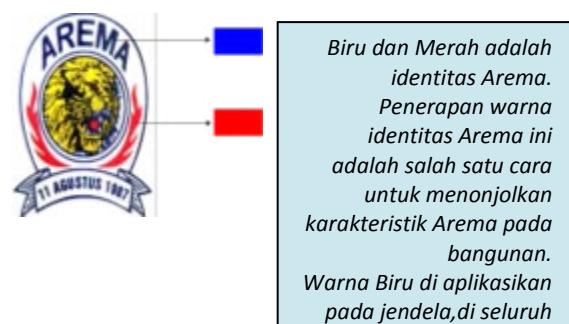 AREMA
11 AGUSTUS 1987
Biru dan Merah adalah
identitas Arema.
Penerapan warna
identitas Arema ini
adalah salah satu cara
untuk menonjolkan
karakteristik Arema pada
bangunan.
Warna Biru di aplikasikan
pada jendela,di seluruh